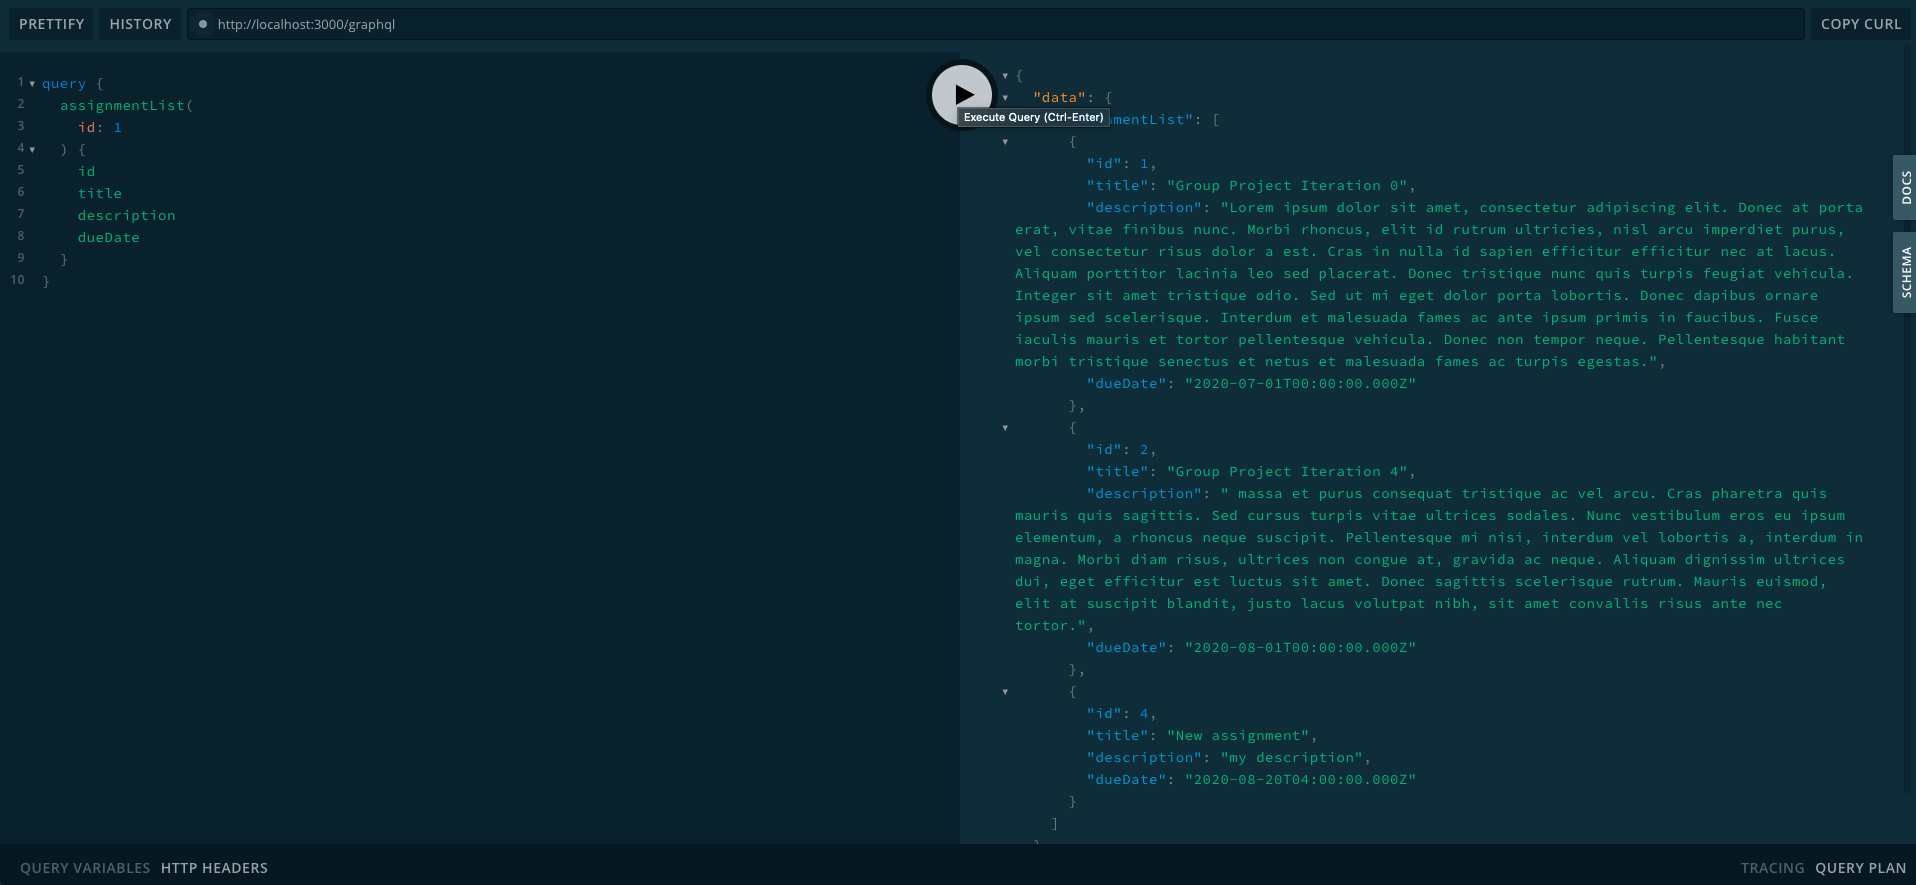 PRETTIFY HISTORY http://localhost:3000/graphql COPY CURL
1 query {
2 assignmentList(
3 id: 1
4 ) {
5 id
6 title
7 description
8 dueDate
9 }
10 }
Execute Query (Ctrl-Enter)
{
"data": {
mentList": [
{
"id": 1,
"title": "Group Project Iteration 0",
"description": "Lorem ipsum dolor sit amet, consectetur adipiscing elit. Donec at porta
erat, vitae finibus nunc. Morbi rhoncus, elit id rutrum ultricies, nisl arcu imperdiet purus,
vel consectetur risus dolor a est. Cras in nulla id sapien efficitur efficitur nec at lacus.
Aliquam porttitor lacinia leo sed placerat. Donec tristique nunc quis turpis feugiat vehicula.
Integer sit amet tristique odio. Sed ut mi eget dolor porta lobortis. Donec dapibus ornare
ipsum sed scelerisque. Interdum et malesuada fames ac ante ipsum primis in faucibus. Fusce
iaculis mauris et tortor pellentesque vehicula. Donec non tempor neque. Pellentesque habitant
morbi tristique senectus et netus et malesuada fames ac turpis egestas.",
"dueDate": "2020-07-01T00:00:00.000Z"
},
{
"id": 2,
"title": "Group Project Iteration 4",
"description": " massa et purus consequat tristique ac vel arcu. Cras pharetra quis
mauris quis sagittis. Sed cursus turpis vitae ultrices sodales. Nunc vestibulum eros eu ipsum
elementum, a rhoncus neque suscipit. Pellentesque mi nisi, interdum vel lobortis a, interdum in
magna. Morbi diam risus, ultrices non congue at, gravida ac neque. Aliquam dignissim ultrices
dui, eget efficitur est luctus sit amet. Donec sagittis scelerisque rutrum. Mauris euismod,
elit at suscipit blandit, justo lacus volutpat nibh, sit amet convallis risus ante nec
tortor.",
"dueDate": "2020-08-01T00:00:00.000Z"
},
{
"id": 4,
"title": "New assignment",
"description": "my description",
"dueDate": "2020-08-20T04:00:00.000Z"
}
]
DOCS
SCHEMA
QUERY VARIABLES HTTP HEADERS TRACING QUERY PLAN